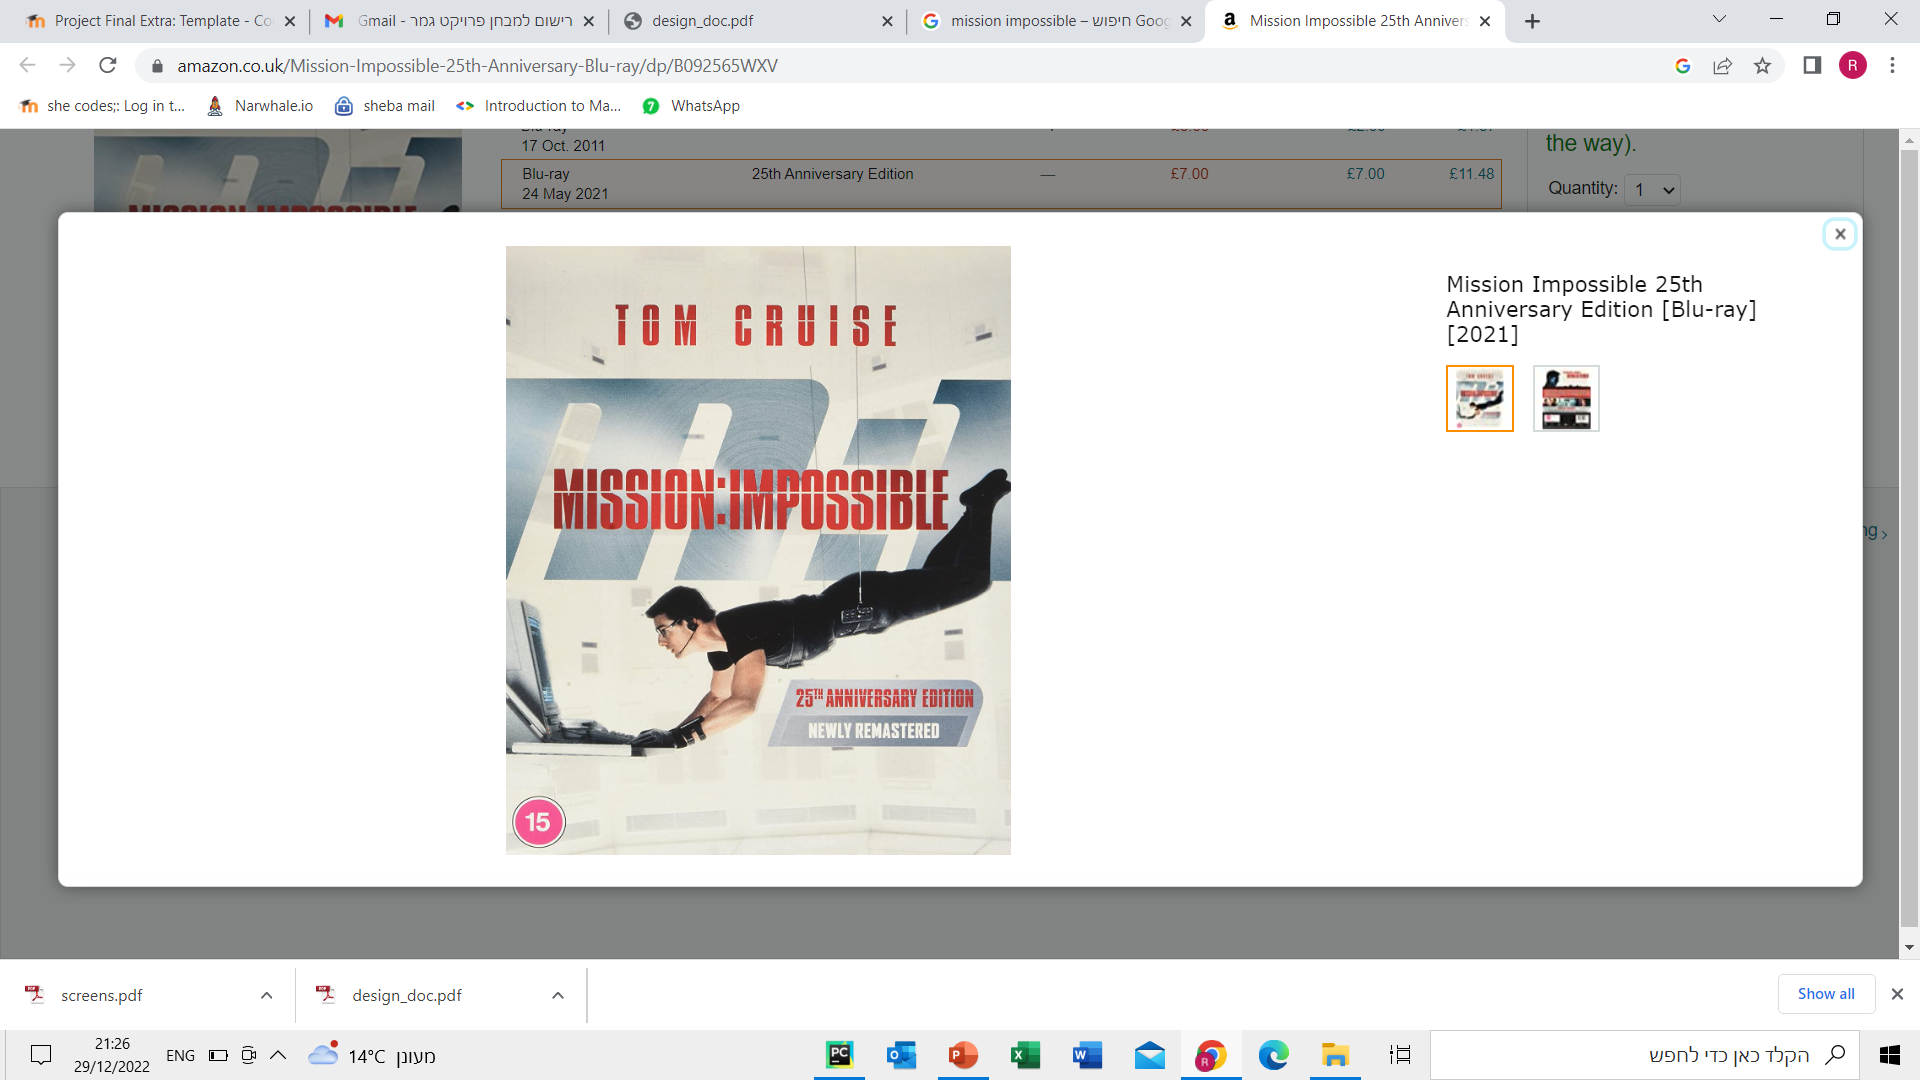 Project Final Extra: Template - Co
Gmail - רישום למבחן פרויקט גמר
design_doc.pdf
mission impossible – חיפוש Goog
Mission Impossible 25th Annivers
amazon.co.uk/Mission-Impossible-25th-Anniversary-Blu-ray/dp/B092565WXV
R
she codes;: Log in t...
Narwhale.io
sheba mail
Introduction to Ma...
7
WhatsApp
17 Oct. 2011
Blu-ray
24 May 2021
25th Anniversary Edition
—
£7.00
£7.00
£11.48
the way).
Quantity: 1
TOM CRUISE
MISSION:IMPOSSIBLE
25TH ANNIVERSARY EDITION
NEWLY REMASTERED
15
Mission Impossible 25th
Anniversary Edition [Blu-ray]
[2021]
ng ›
screens.pdf
design_doc.pdf
Show all
21:26
29/12/2022
ENG
14°C מעונן
הקלד כאן כדי לחפש